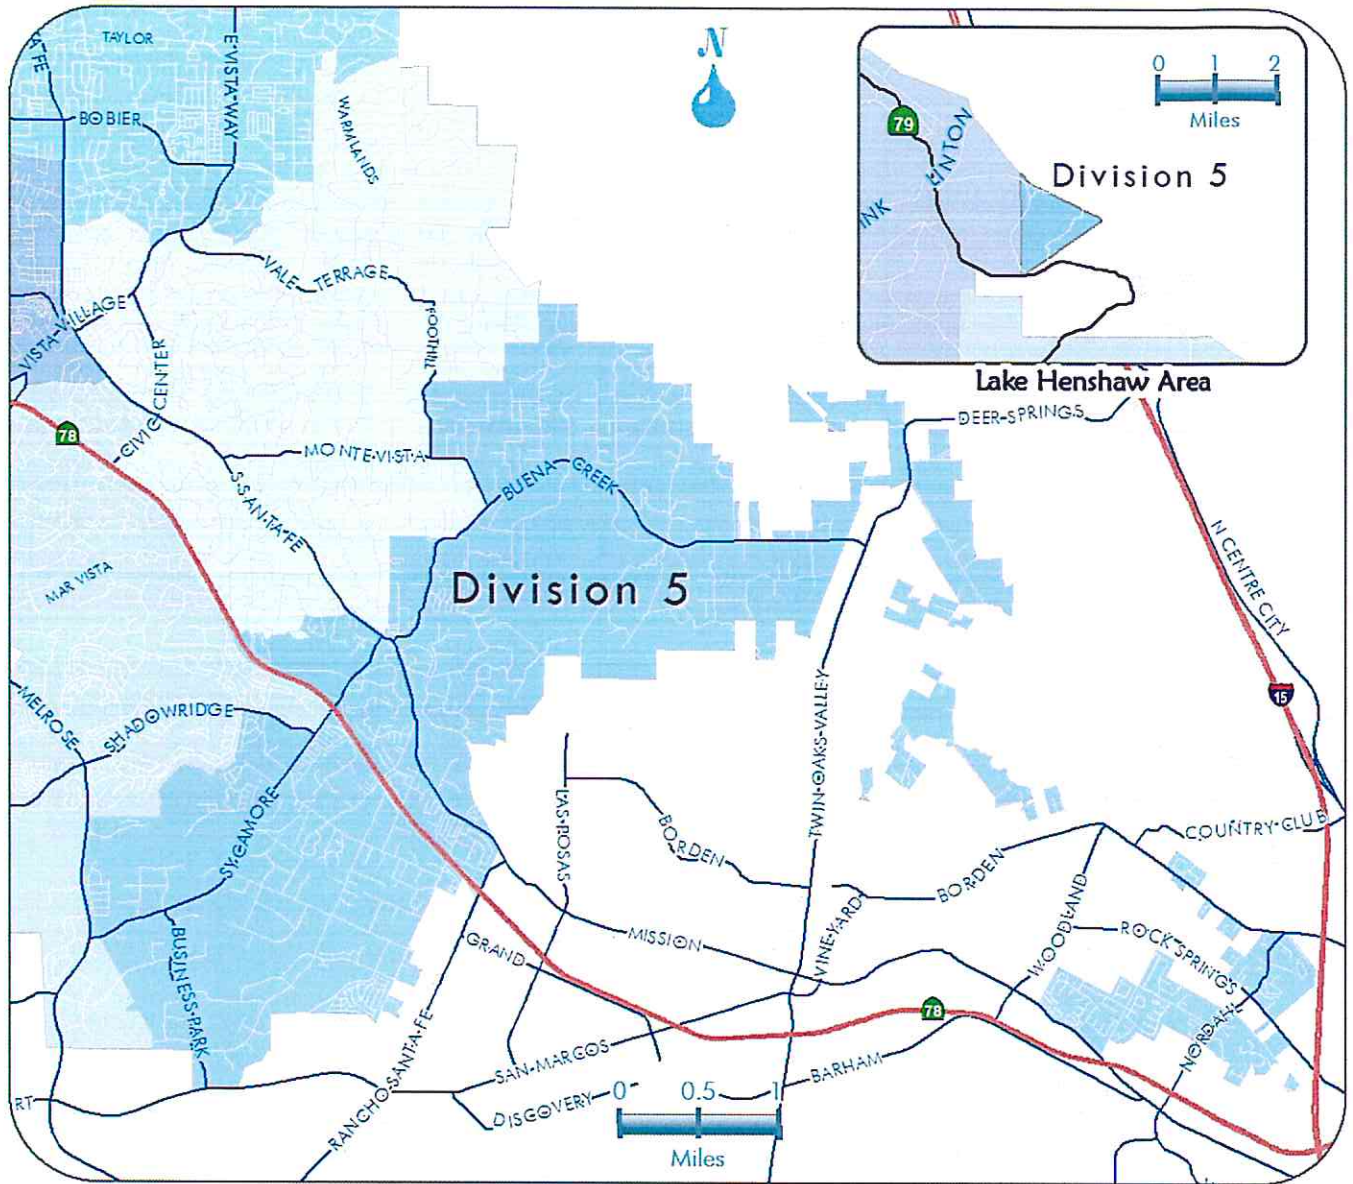 TAYLOR
A FE
E VISTA WAY
BOBIER
WARMLANDS
N
0 1 2
Miles
79
LINTON
INK
Division 5
Lake Henshaw Area
VALE TERRACE
FOOTHILL
VISTA VILLAGE
CIVIC CENTER
78
MONTE VISTA
S SANTA FE
BUENA CREEK
DEER SPRINGS
N CENTRE CITY
15
MAR VISTA
Division 5
MELROSE
SHADOWRIDGE
SYCAMORE
BUSINESS PARK
TWIN OAKS VALLEY
LAS POSAS
BORDEN
BORDEN
COUNTRY CLUB
VINEYARD
WOODLAND
ROCK SPRINGS
NORDAHL
MISSION
GRAND
78
RANCHO SANTA FE
SAN MARCOS
BARHAM
DISCOVERY
RT
0 0.5 1
Miles